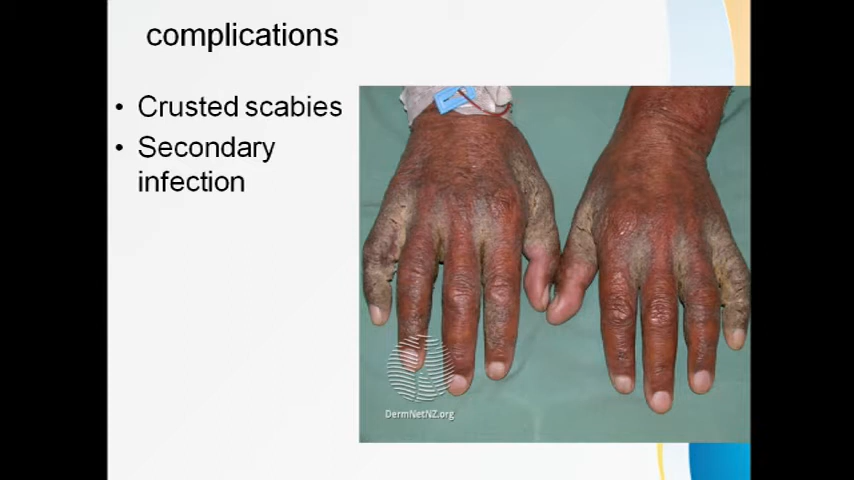 complications
• Crusted scabies
• Secondary
infection
DermNetNZ.org